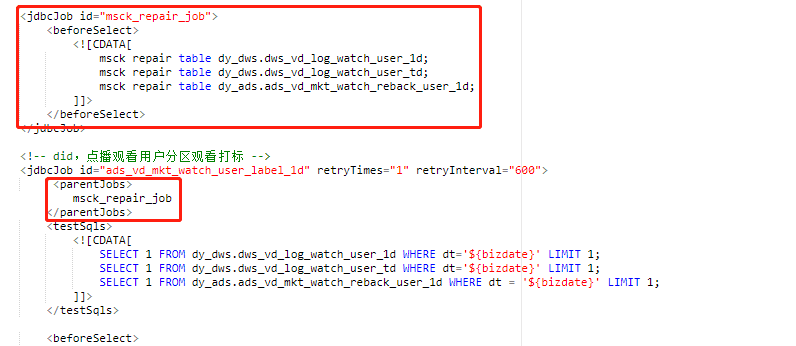 <jdbcJob id="msck_repair_job">
<beforeSelect>
<![CDATA[
msck repair table dy_dws.dws_vd_log_watch_user_1d;
msck repair table dy_dws.dws_vd_log_watch_user_td;
msck repair table dy_ads.ads_vd_mkt_watch_reback_user_1d;
]]>
</beforeSelect>
</jdbcJob>
<!-- did，点播观看用户分区观看打标 -->
<jdbcJob id="ads_vd_mkt_watch_user_label_1d" retryTimes="1" retryInterval="600">
<parentJobs>
msck_repair_job
</parentJobs>
<testSqls>
<![CDATA[
SELECT 1 FROM dy_dws.dws_vd_log_watch_user_1d WHERE dt='${bizdate}' LIMIT 1;
SELECT 1 FROM dy_dws.dws_vd_log_watch_user_td WHERE dt='${bizdate}' LIMIT 1;
SELECT 1 FROM dy_ads.ads_vd_mkt_watch_reback_user_1d WHERE dt = '${bizdate}' LIMIT 1;
]]>
</testSqls>
<beforeSelect>